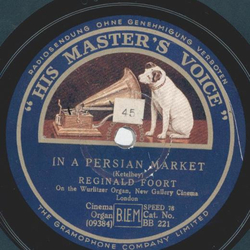 RADIOSENDUNG OHNE GENEHMIGUNG VERBOTEN
"HIS MASTER'S VOICE"
45
IN A PERSIAN MARKET
(Ketelbey)
REGINALD FOORT
On the Wurlitzer Organ, New Gallery Cinema
London
Cinema
Organ
(09384)
BIEM
SPEED 78
Cat. No.
BB 221
THE GRAMOPHONE COMPANY LIMITED